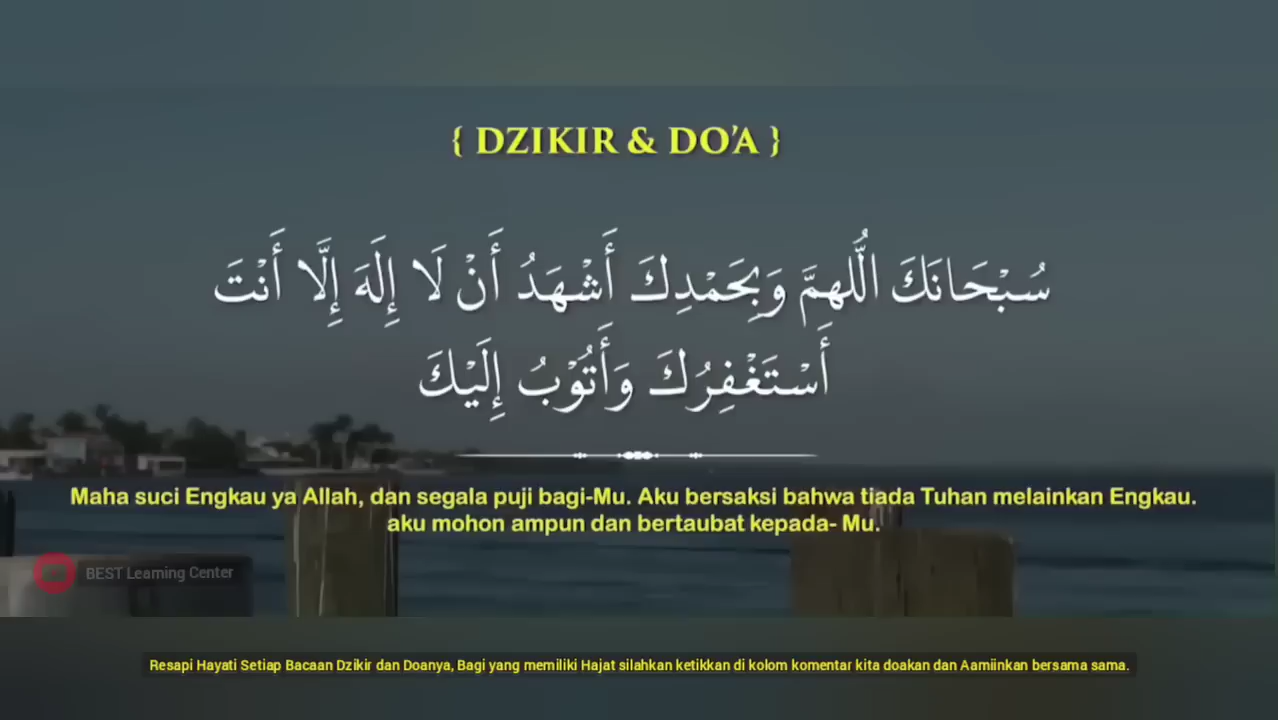 { DZIKIR & DO'A }
سُبْحَانَكَ اللَّهُمَّ وَبِحَمْدِكَ أَشْهَدُ أَنْ لَا إِلَهَ إِلَّا أَنْتَ
أَسْتَغْفِرُكَ وَأَتُوْبُ إِلَيْكَ
Maha suci Engkau ya Allah, dan segala puji bagi-Mu. Aku bersaksi bahwa tiada Tuhan melainkan Engkau.
aku mohon ampun dan bertaubat kepada- Mu.
BEST Learning Center
Resapi Hayati Setiap Bacaan Dzikir dan Doanya, Bagi yang memiliki Hajat silahkan ketikkan di kolom komentar kita doakan dan Aamiinkan bersama sama.